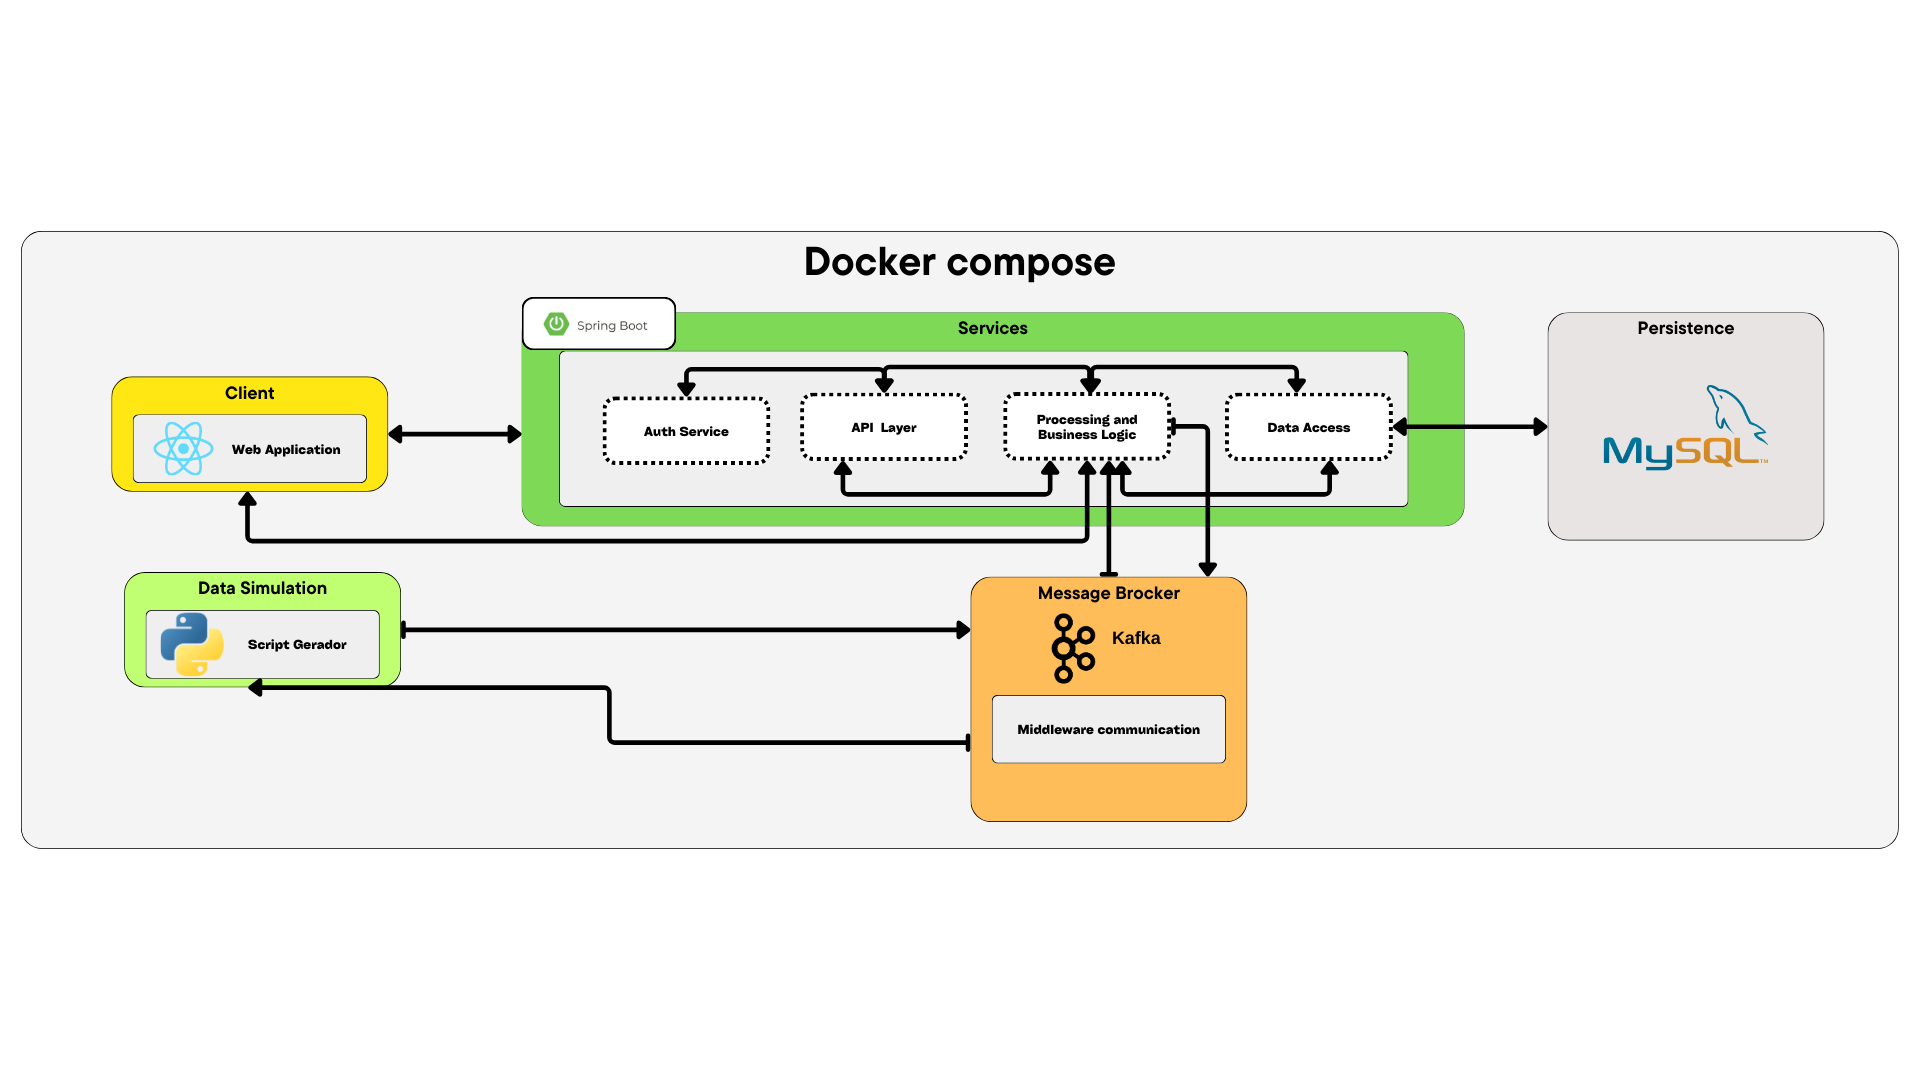 Docker compose
Spring Boot
Services
Persistence
Client
Web Application
Auth Service
API Layer
Processing and
Business Logic
Data Access
MySQL™
Data Simulation
Script Gerador
Message Brocker
Kafka
Middleware communication